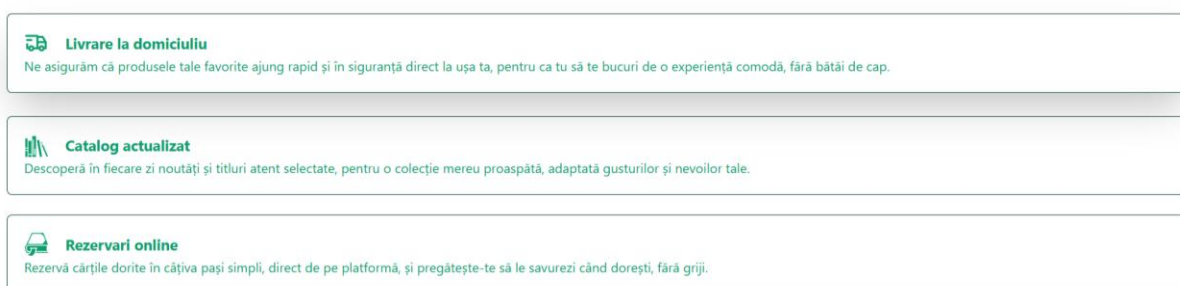 Livrare la domiciuliu
Ne asigurăm că produsele tale favorite ajung rapid și în siguranță direct la ușa ta, pentru ca tu să te bucuri de o experiență comodă, fără bătăi de cap.
Catalog actualizat
Descoperă în fiecare zi noutăți și titluri atent selectate, pentru o colecție mereu proaspătă, adaptată gusturilor și nevoilor tale.
Rezervari online
Rezervă cărțile dorite în câțiva pași simpli, direct de pe platformă, și pregătește-te să le savurezi când dorești, fără griji.